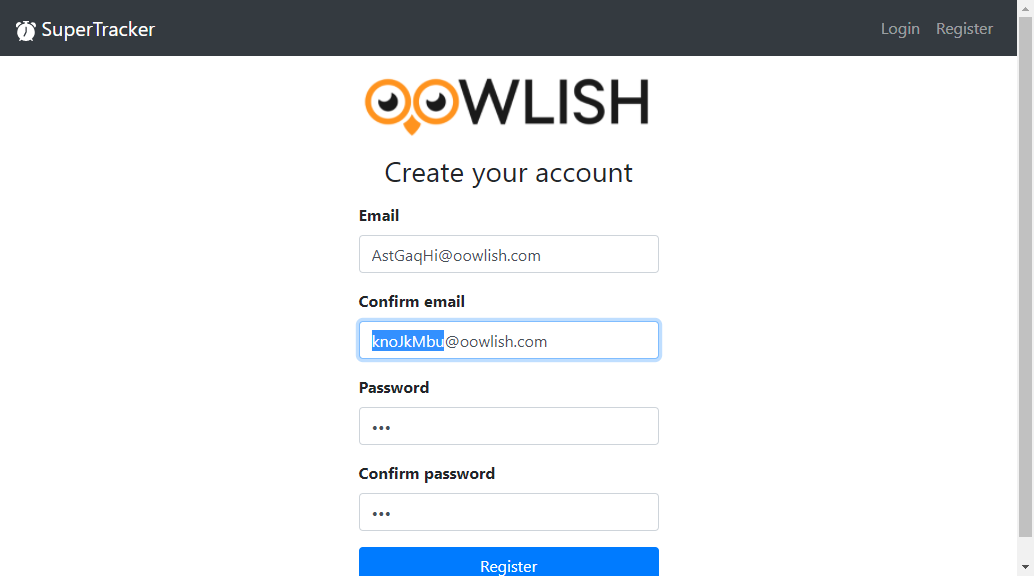 SuperTracker
Login Register
OOWLISH
Create your account
Email
AstGaqHi@oowlish.com
Confirm email
knoJkMbu@oowlish.com
Password
•••
Confirm password
•••
Register